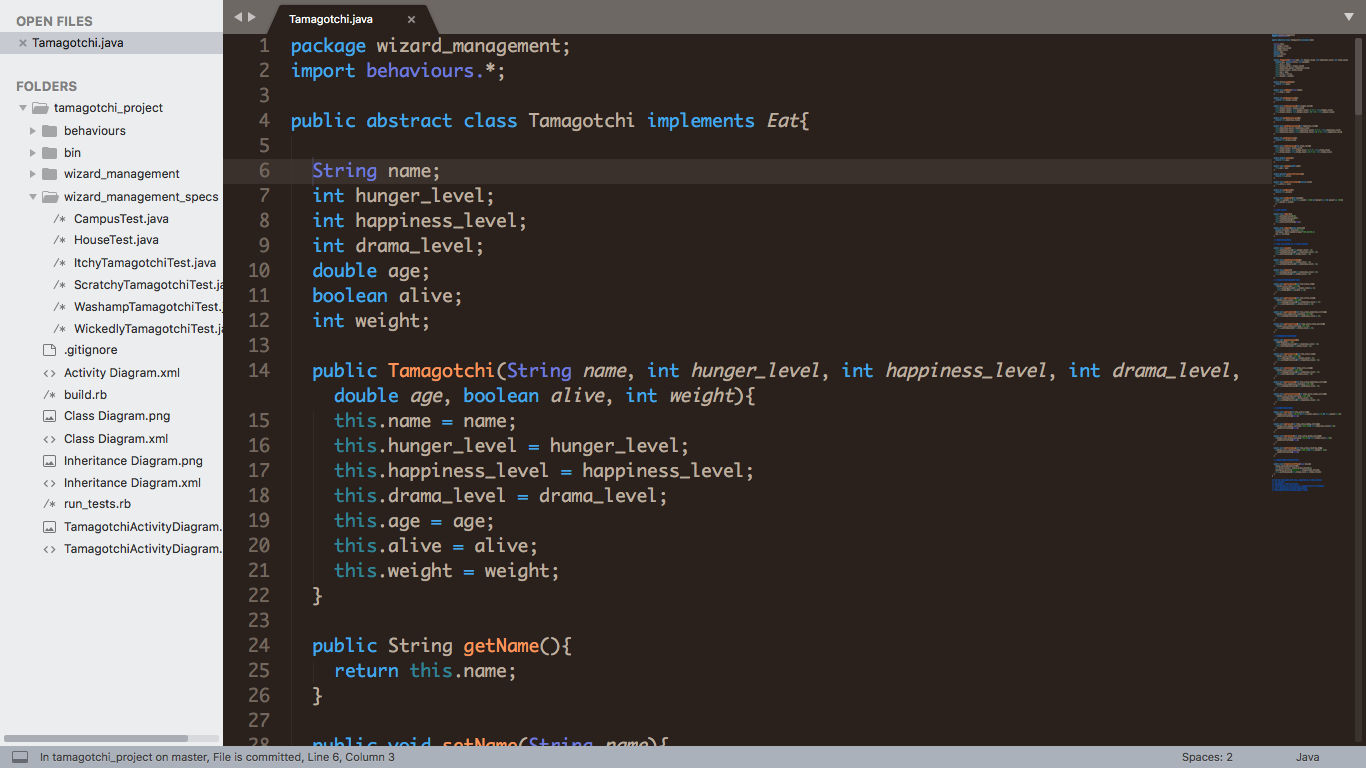 OPEN FILES
Tamagotchi.java
FOLDERS
tamagotchi_project
behaviours
bin
wizard_management
wizard_management_specs
/* CampusTest.java
/* HouseTest.java
/* ItchyTamagotchiTest.java
/* ScratchyTamagotchiTest.ja
/* WashampTamagotchiTest.
/* WickedlyTamagotchiTest.ja
.gitignore
<> Activity Diagram.xml
/* build.rb
Class Diagram.png
<> Class Diagram.xml
Inheritance Diagram.png
<> Inheritance Diagram.xml
/* run_tests.rb
TamagotchiActivityDiagram.
<> TamagotchiActivityDiagram.
Tamagotchi.java
1 package wizard_management;
2 import behaviours.*;
3
4 public abstract class Tamagotchi implements Eat{
5
6 String name;
7 int hunger_level;
8 int happiness_level;
9 int drama_level;
10 double age;
11 boolean alive;
12 int weight;
13
14 public Tamagotchi(String name, int hunger_level, int happiness_level, int drama_level,
double age, boolean alive, int weight){
15 this.name = name;
16 this.hunger_level = hunger_level;
17 this.happiness_level = happiness_level;
18 this.drama_level = drama_level;
19 this.age = age;
20 this.alive = alive;
21 this.weight = weight;
22 }
23
24 public String getName(){
25 return this.name;
26 }
27
28 public void setName(String name){
In tamagotchi_project on master, File is committed, Line 6, Column 3
Spaces: 2
Java